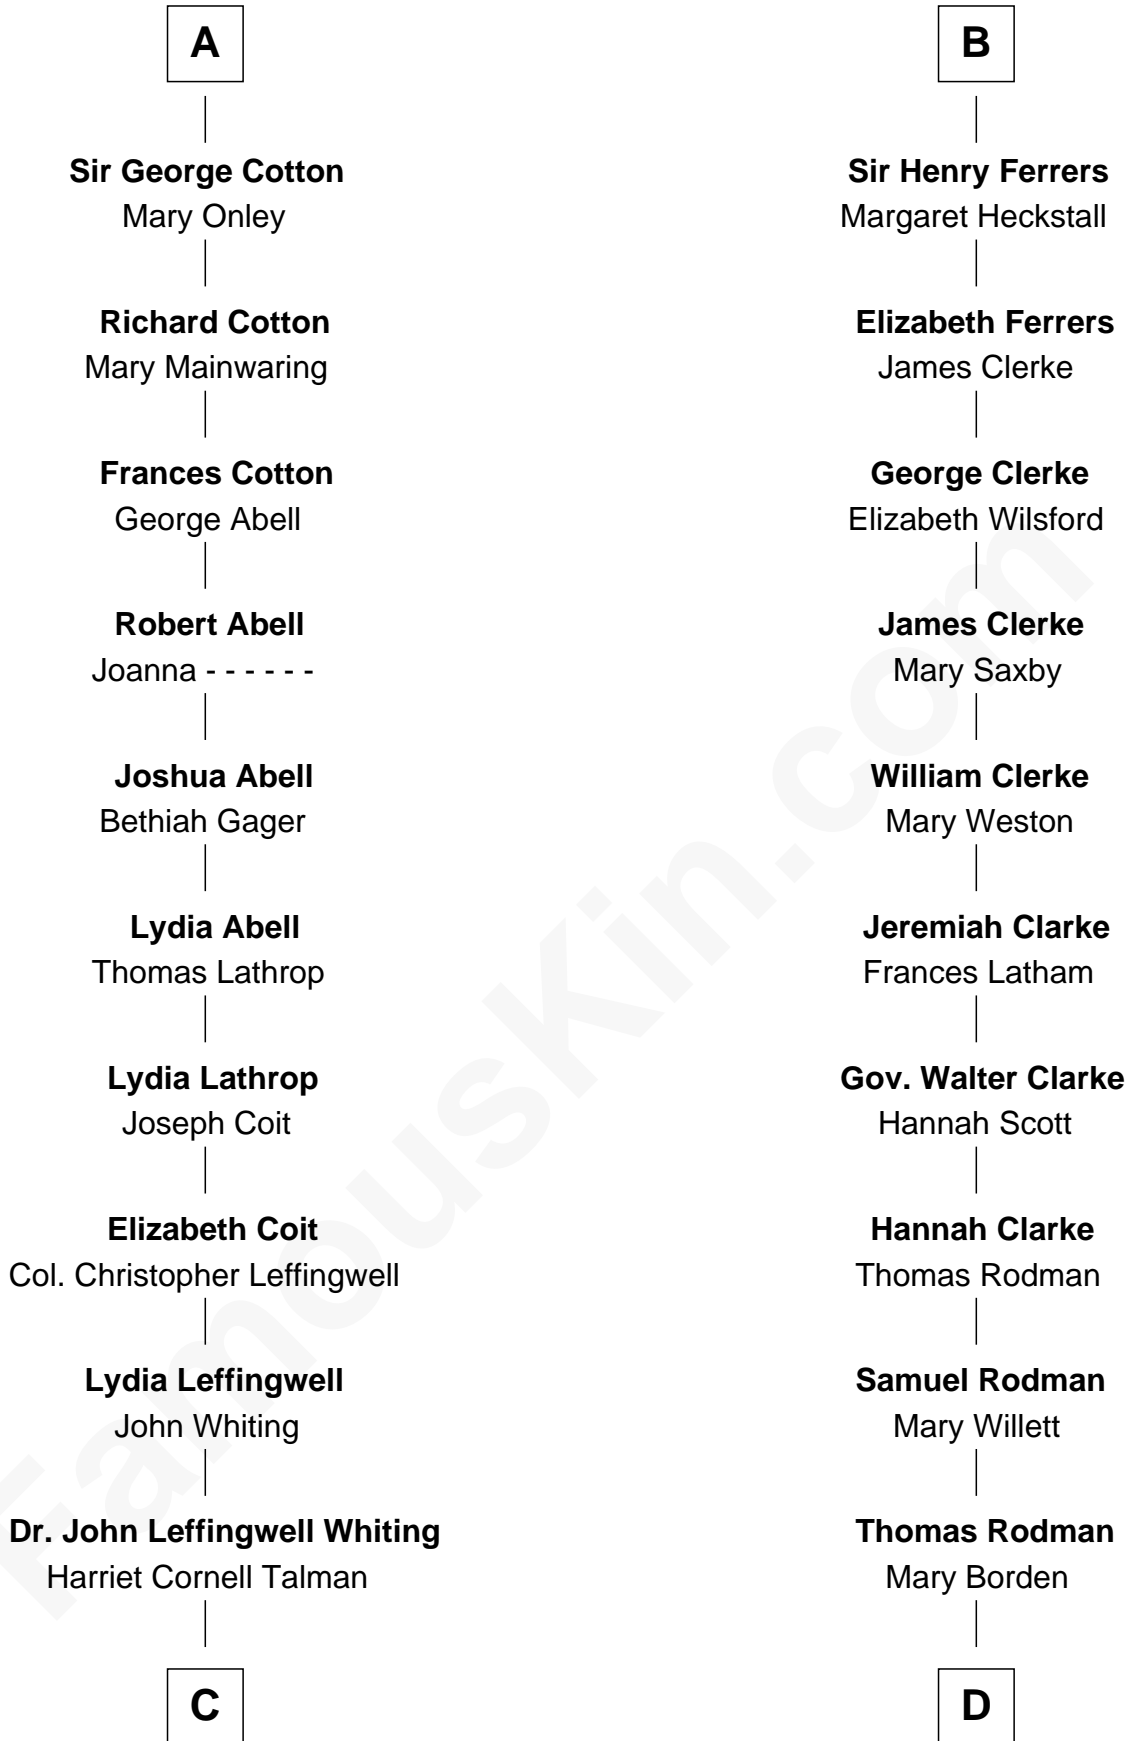 A
Sir George Cotton
Mary Onley
Richard Cotton
Mary Mainwaring
Frances Cotton
George Abell
Robert Abell
Joanna - - - - - -
Joshua Abell
Bethiah Gager
Lydia Abell
Thomas Lathrop
Lydia Lathrop
Joseph Coit
Elizabeth Coit
Col. Christopher Leffingwell
Lydia Leffingwell
John Whiting
Dr. John Leffingwell Whiting
Harriet Cornell Talman
C
B
Sir Henry Ferrers
Margaret Heckstall
Elizabeth Ferrers
James Clerke
George Clerke
Elizabeth Wilsford
James Clerke
Mary Saxby
William Clerke
Mary Weston
Jeremiah Clarke
Frances Latham
Gov. Walter Clarke
Hannah Scott
Hannah Clarke
Thomas Rodman
Samuel Rodman
Mary Willett
Thomas Rodman
Mary Borden
D
FamousKin.com